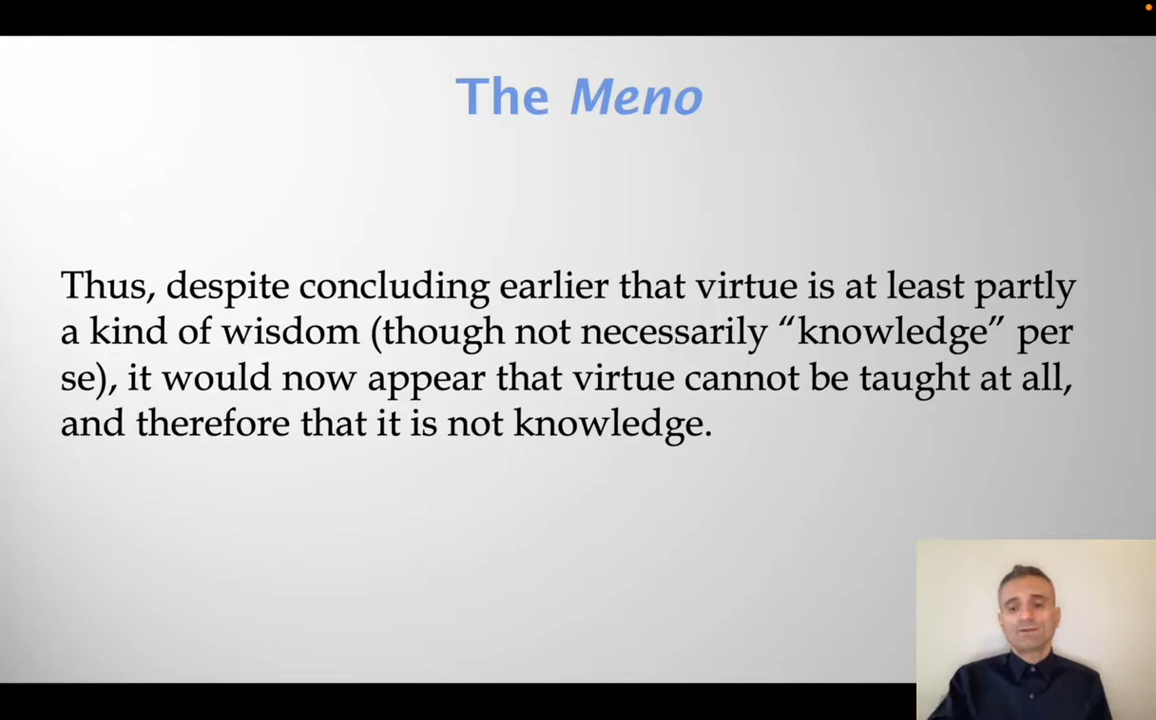 The Meno
Thus, despite concluding earlier that virtue is at least partly
a kind of wisdom (though not necessarily “knowledge” per
se), it would now appear that virtue cannot be taught at all,
and therefore that it is not knowledge.